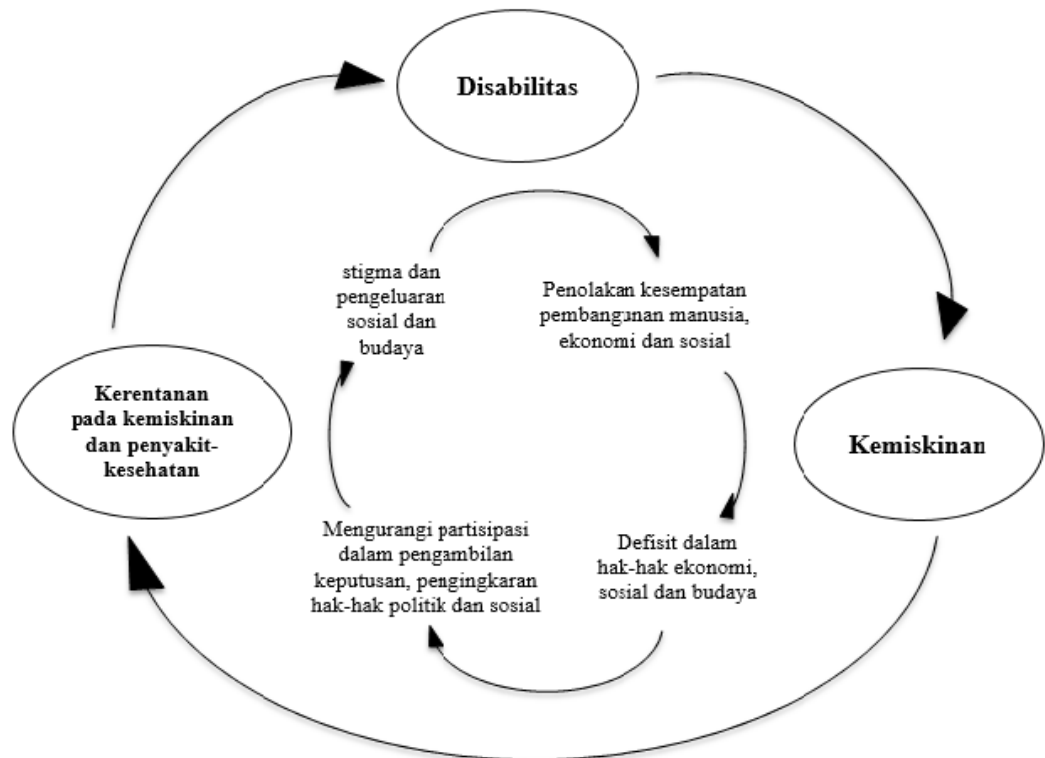 Disabilitas
stigma dan
pengeluaran
sosial dan
budaya
Penolakan kesempatan
pembangunan manusia,
ekonomi dan sosial
Kerentanan
pada kemiskinan
dan penyakit-
kesehatan
Kemiskinan
Mengurangi partisipasi
dalam pengambilan
keputusan, pengingkaran
hak-hak politik dan sosial
Defisit dalam
hak-hak ekonomi,
sosial dan budaya